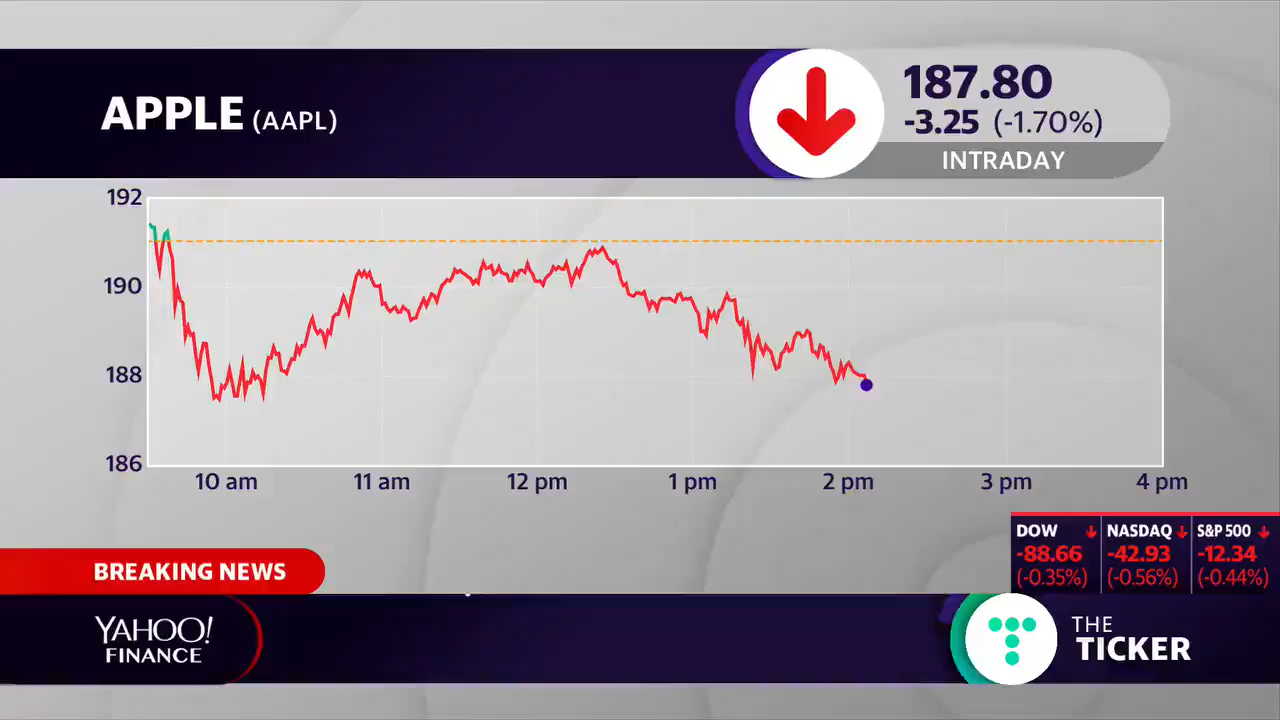 APPLE (AAPL)
187.80
-3.25 (-1.70%)
INTRADAY
192
190
188
186
10 am 11 am 12 pm 1 pm 2 pm 3 pm 4 pm
DOW NASDAQ S&P 500
-88.66 -42.93 -12.34
(-0.35%) (-0.56%) (-0.44%)
BREAKING NEWS
YAHOO!
FINANCE
THE
TICKER